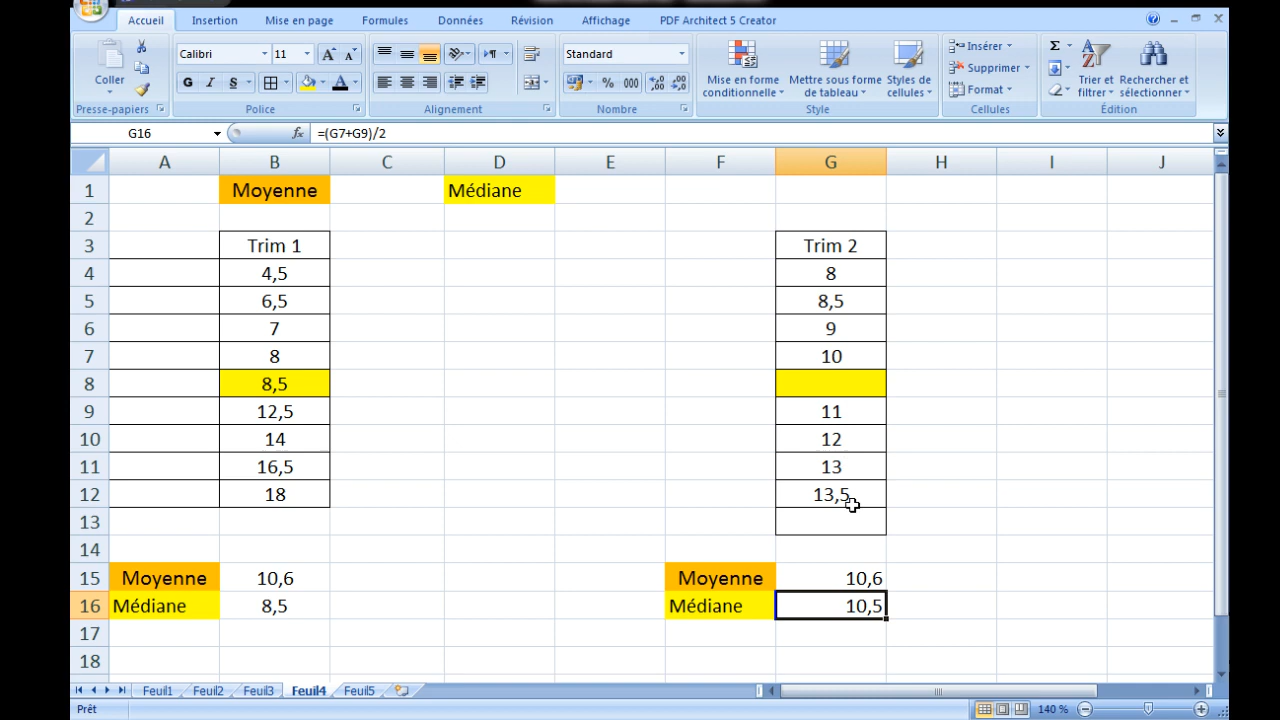 Accueil Insertion Mise en page Formules Données Révision Affichage PDF Architect 5 Creator
Coller
Presse-papiers
Calibri 11
G I S
Police
Alignement
Standard
% 000
Nombre
Mise en forme conditionnelle
Mettre sous forme de tableau
Styles de cellules
Style
Insérer
Supprimer
Format
Cellules
Σ
Trier et filtrer
Rechercher et sélectionner
Édition
G16 fx =(G7+G9)/2
A B C D E F G H I J
1 Moyenne Médiane
2
3 Trim 1 Trim 2
4 4,5 8
5 6,5 8,5
6 7 9
7 8 10
8 8,5
9 12,5 11
10 14 12
11 16,5 13
12 18 13,5
13
14
15 Moyenne 10,6 Moyenne 10,6
16 Médiane 8,5 Médiane 10,5
17
18
Feuil1 Feuil2 Feuil3 Feuil4 Feuil5
Prêt 140 %